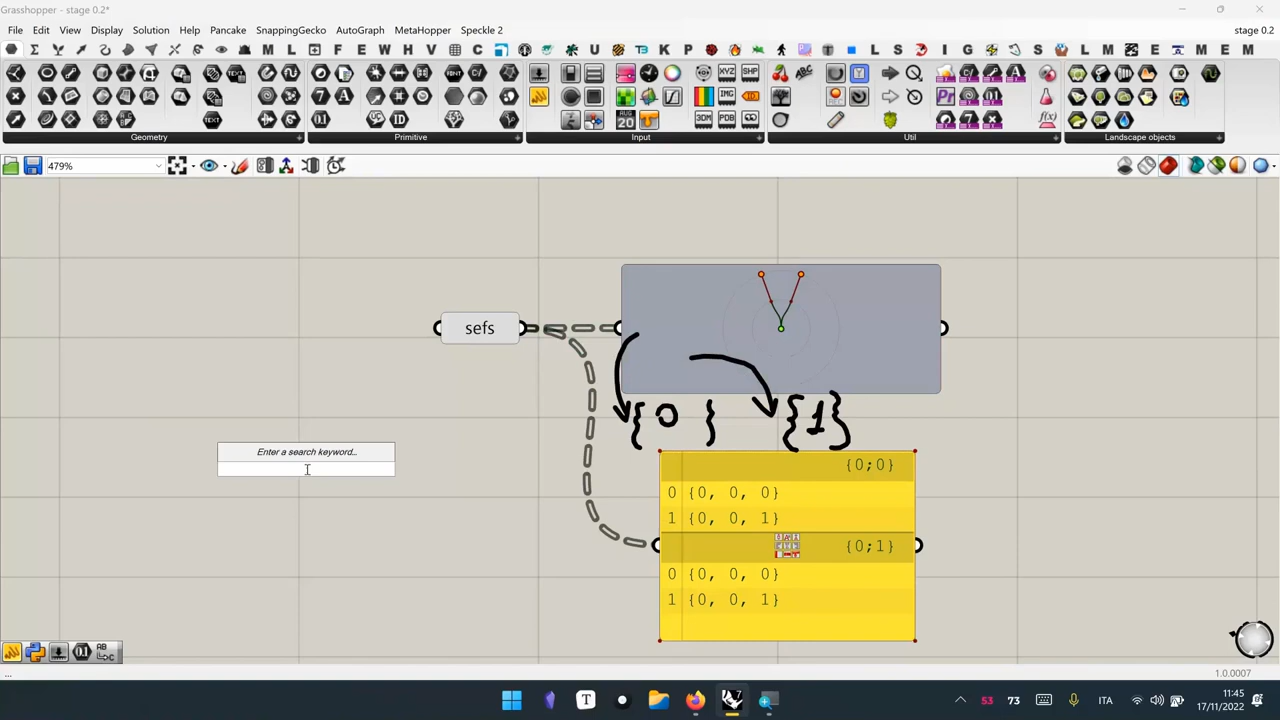 Grasshopper - stage 0.2*
File Edit View Display Solution Help Pancake SnappingGecko AutoGraph MetaHopper Speckle 2 stage 0.2
Geometry Primitive Input Util Landscape objects
479%
sefs
{0 } {1}
Enter a search keyword...
{0;0}
0 {0, 0, 0}
1 {0, 0, 1}
{0;1}
0 {0, 0, 0}
1 {0, 0, 1}
...
1.0.0007
53 73 ITA 11:45
17/11/2022